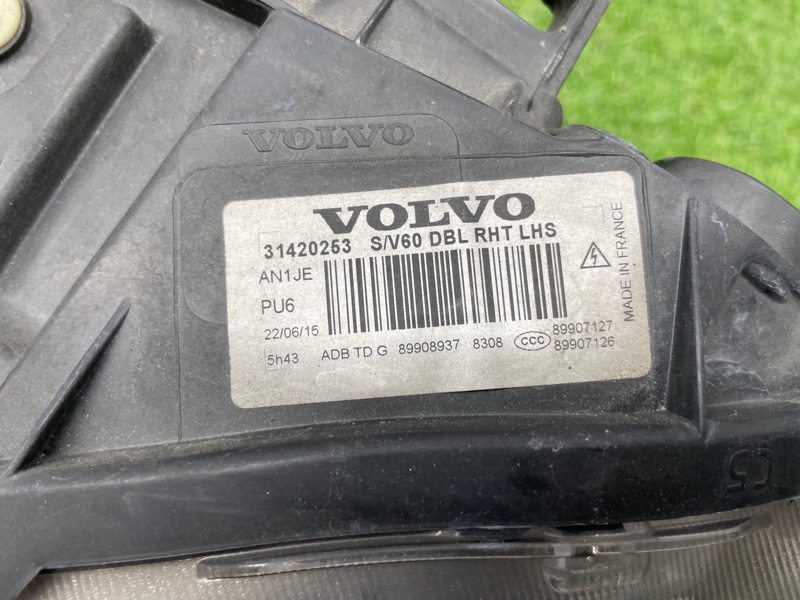 VOLVO
VOLVO
31420253 S/V60 DBL RHT LHS
AN1JE
PU6
22/06/15
5h43 ADB TD G 89908937 8308 CCC 89907127
89907126
MADE IN FRANCE
C5